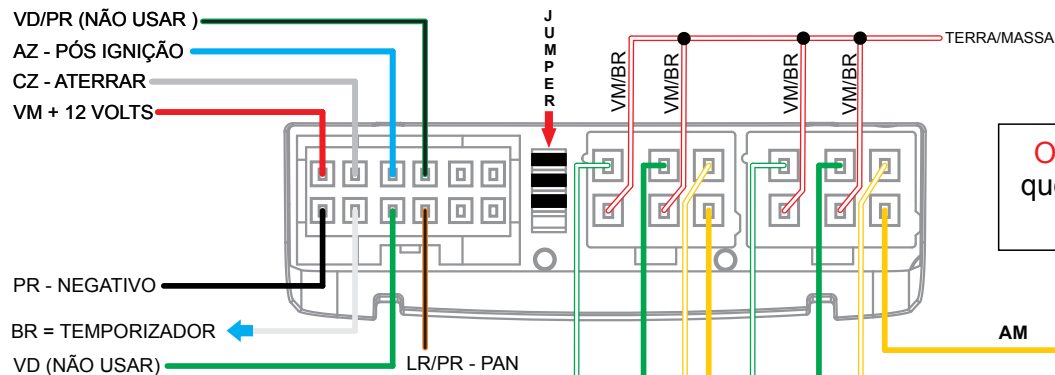 VD/PR (NÃO USAR )
AZ - PÓS IGNIÇÃO
CZ - ATERRAR
VM + 12 VOLTS
JUMPER
VM/BR
VM/BR
VM/BR
VM/BR
TERRA/MASSA
O
que
PR - NEGATIVO
BR = TEMPORIZADOR
VD (NÃO USAR)
LR/PR - PAN
AM